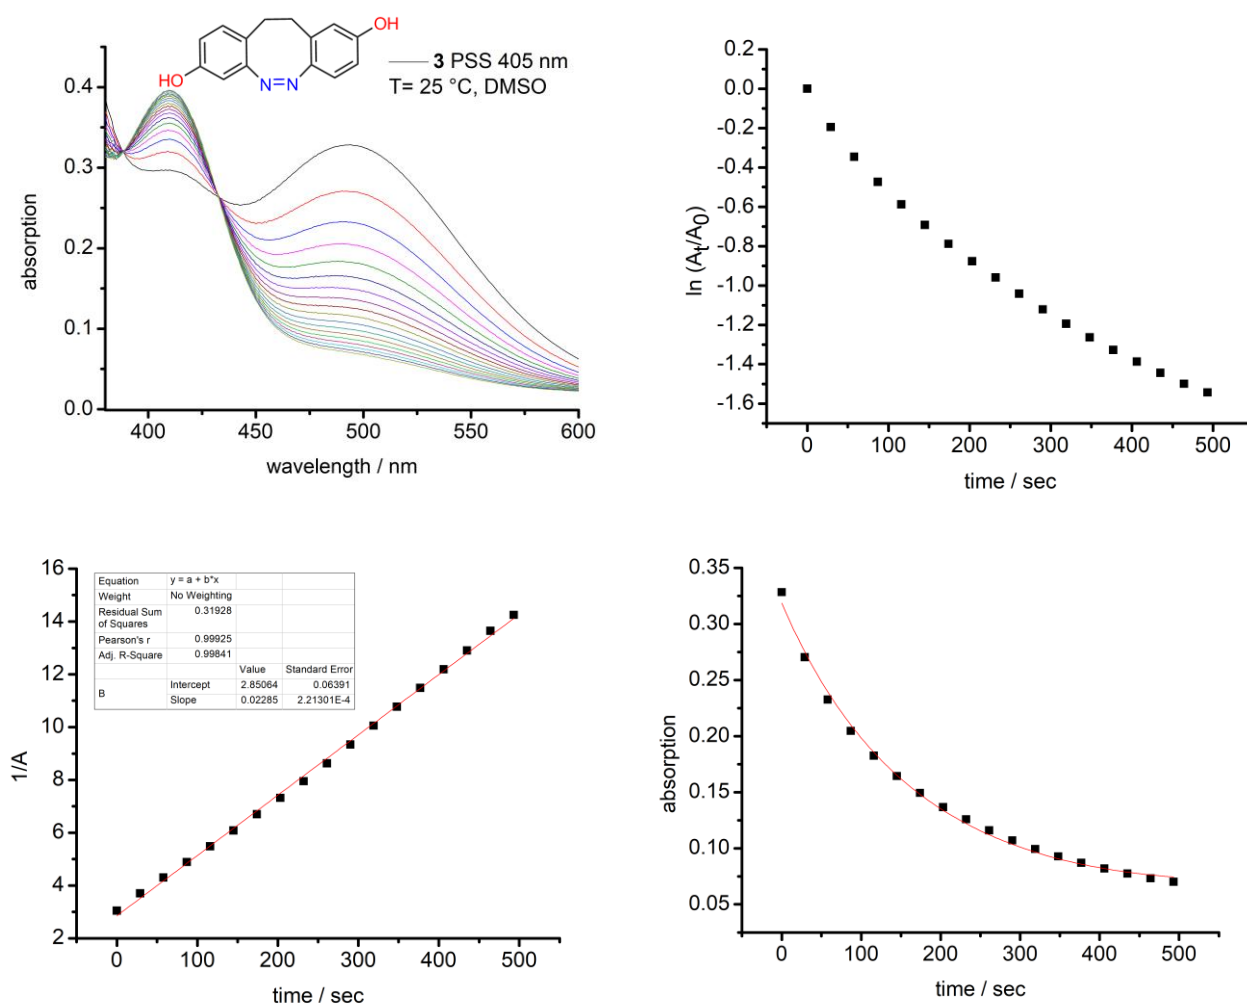 OH
HO
N=N
3 PSS 405 nm
T= 25 °C, DMSO
absorption
0.4
0.3
0.2
0.1
0.0
400 450 500 550 600
wavelength / nm
ln (At/A0)
0.2
0.0
-0.2
-0.4
-0.6
-0.8
-1.0
-1.2
-1.4
-1.6
0 100 200 300 400 500
time / sec
1/A
16
14
12
10
8
6
4
2
Equation y = a + b*x
Weight No Weighting
Residual Sum of Squares 0.31928
Pearson's r 0.99925
Adj. R-Square 0.99841
Value Standard Error
B Intercept 2.85064 0.06391
Slope 0.02285 2.21301E-4
0 100 200 300 400 500
time / sec
absorption
0.35
0.30
0.25
0.20
0.15
0.10
0.05
0 100 200 300 400 500
time / sec